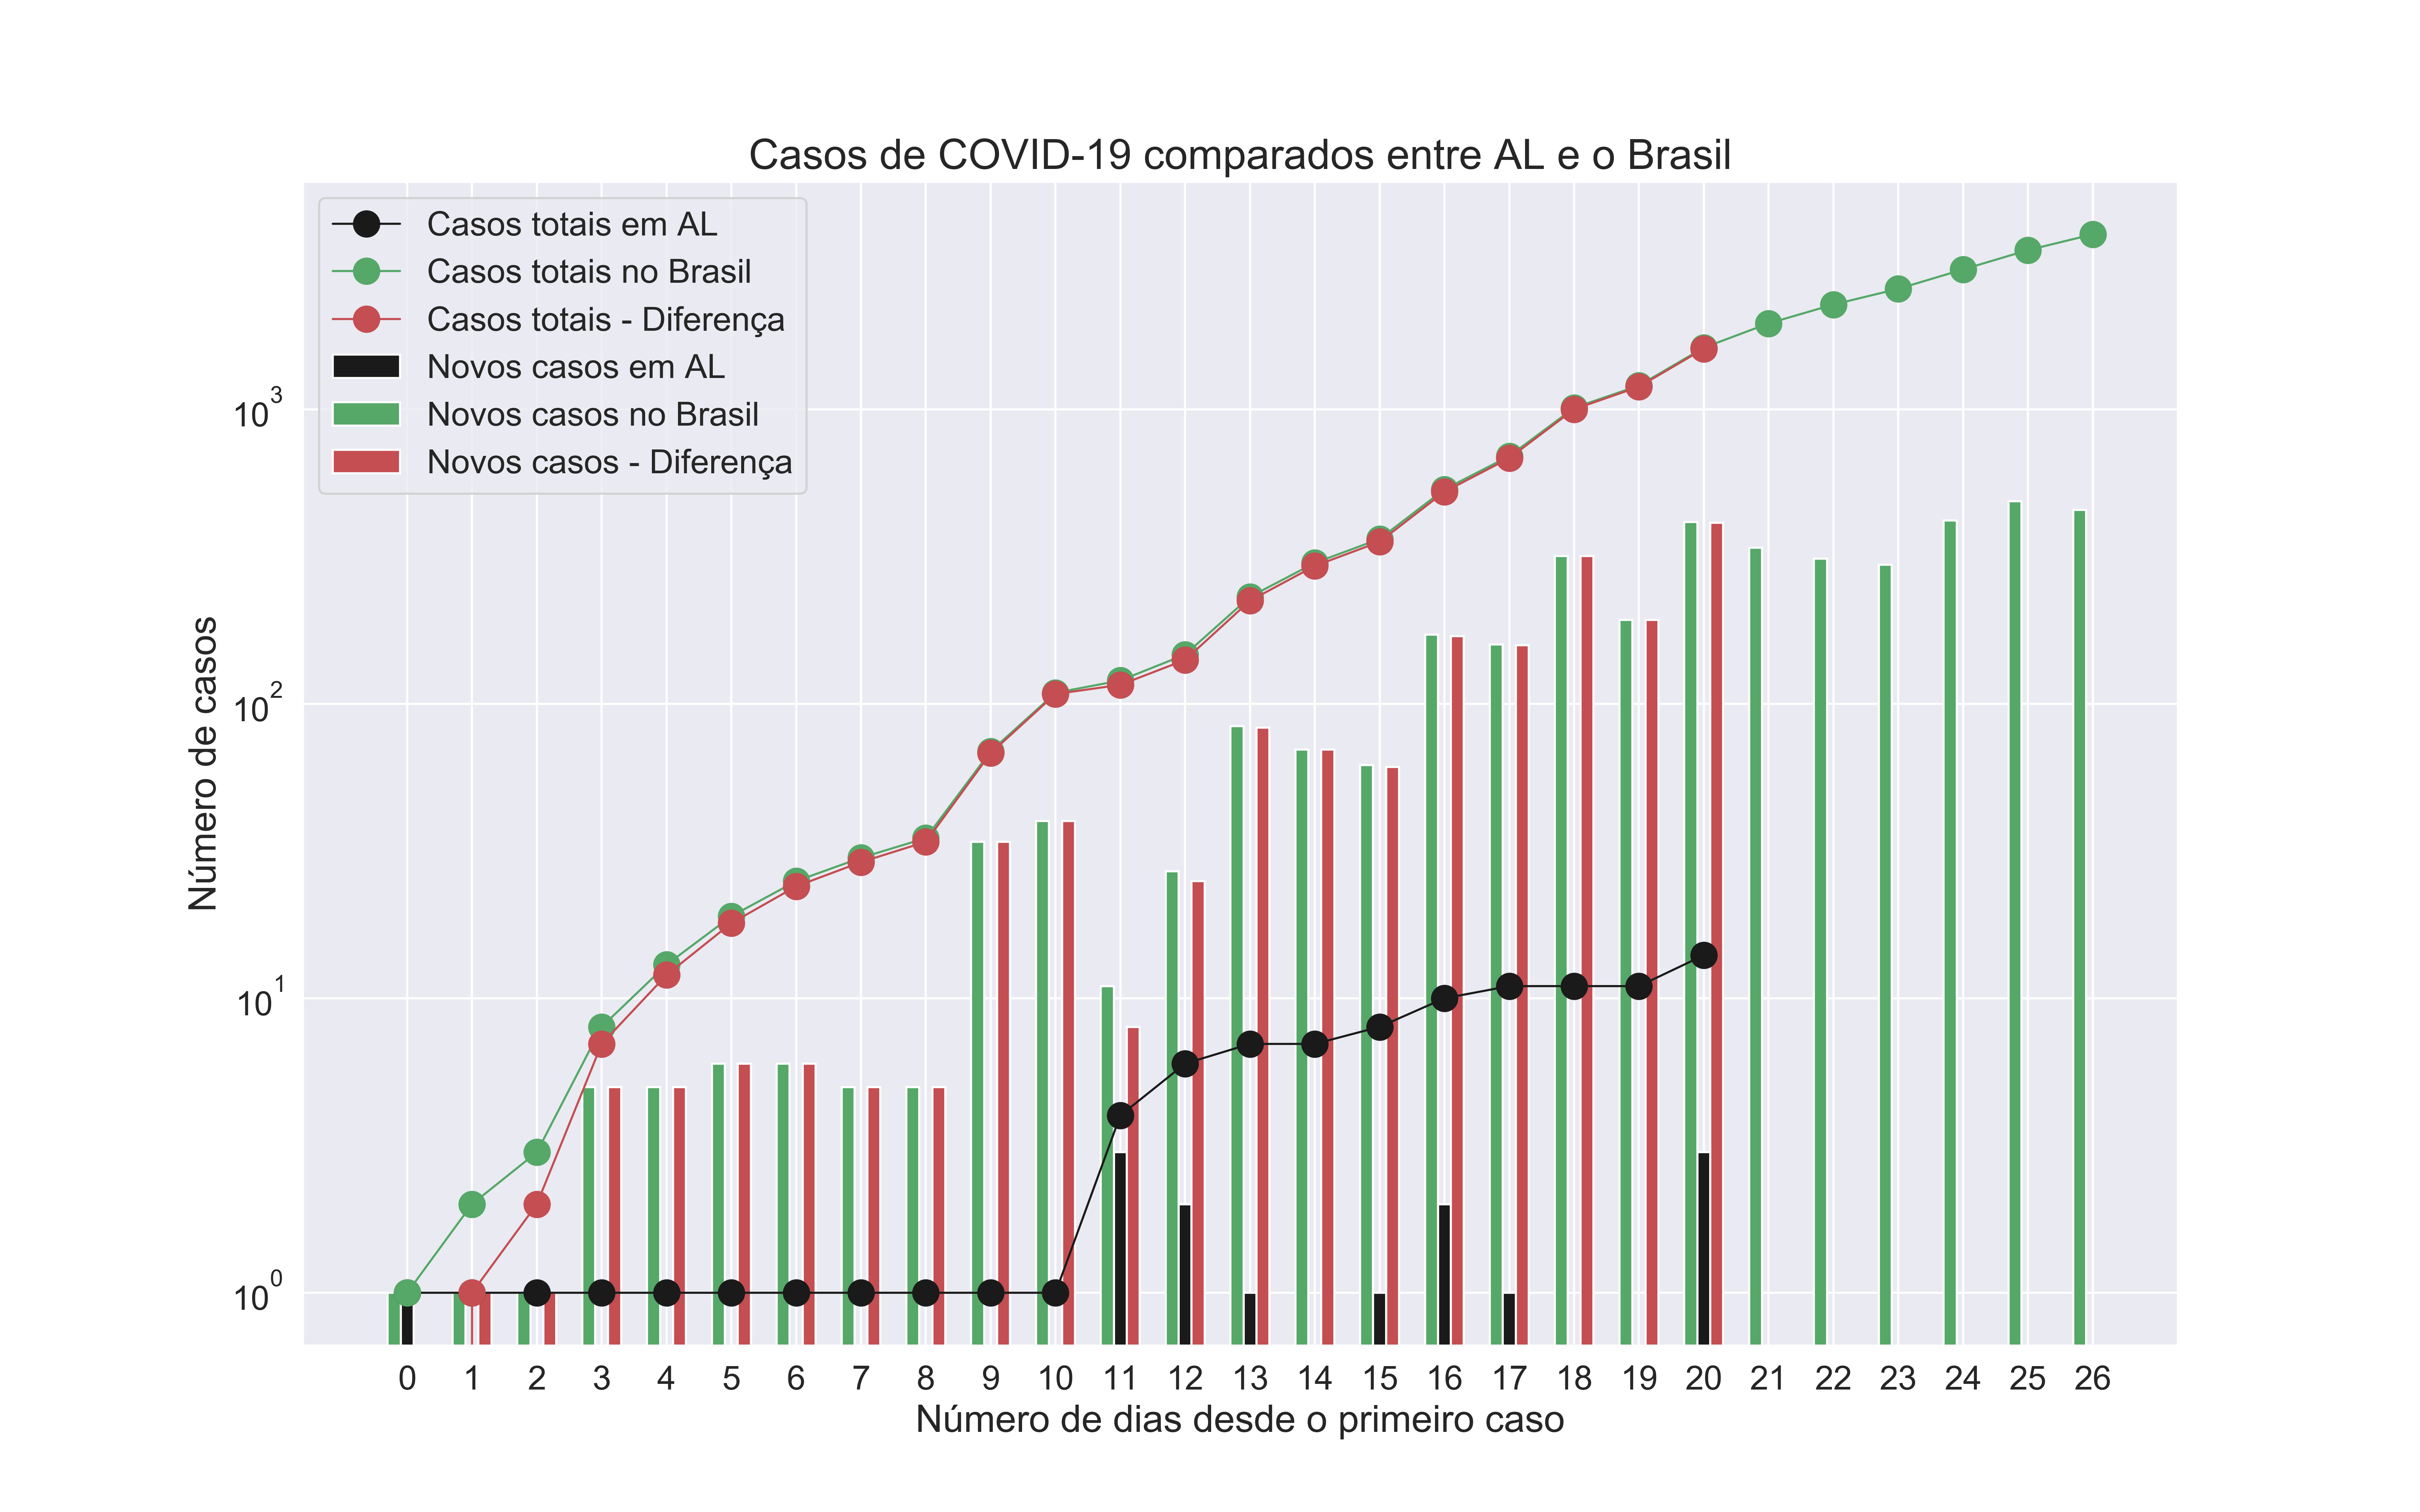 Casos de COVID-19 comparados entre AL e o Brasil
Casos totais em AL
Casos totais no Brasil
Casos totais - Diferença
Novos casos em AL
Novos casos no Brasil
Novos casos - Diferença
Número de casos
10³
10²
10¹
10⁰
0 1 2 3 4 5 6 7 8 9 10 11 12 13 14 15 16 17 18 19 20 21 22 23 24 25 26
Número de dias desde o primeiro caso